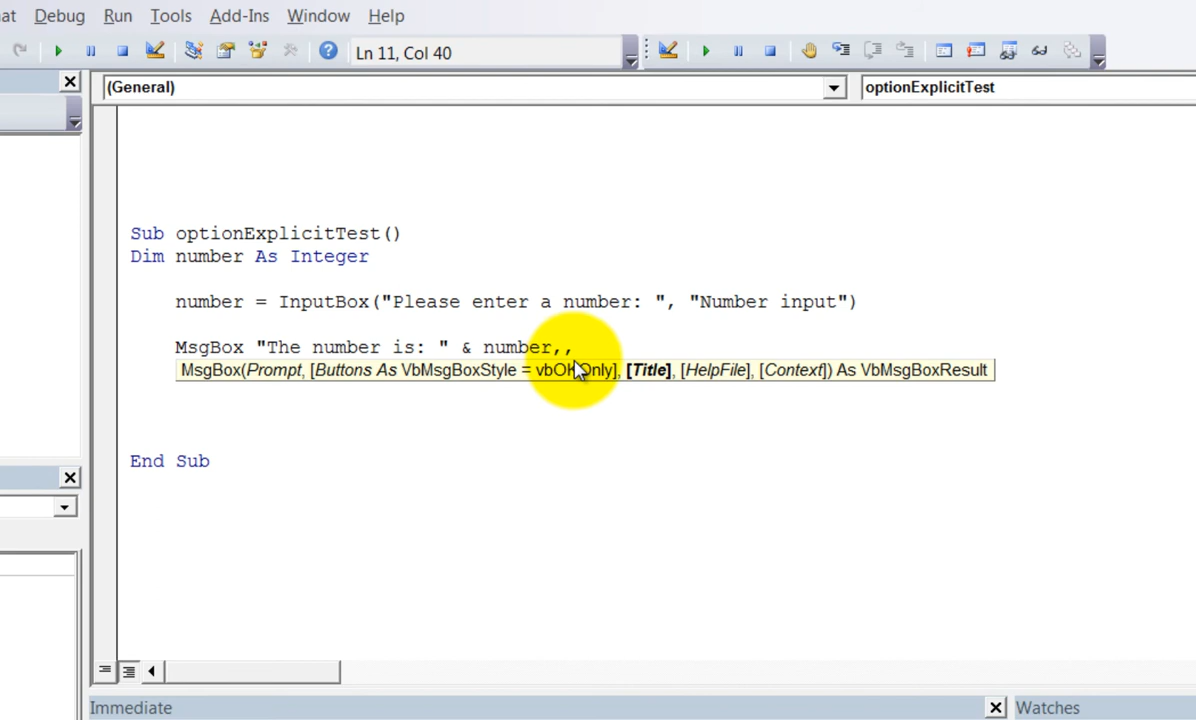 at Debug Run Tools Add-Ins Window Help
Ln 11, Col 40
(General) optionExplicitTest
Sub optionExplicitTest()
Dim number As Integer
number = InputBox("Please enter a number: ", "Number input")
MsgBox "The number is: " & number,,
MsgBox(Prompt, [Buttons As VbMsgBoxStyle = vbOKOnly], [Title], [HelpFile], [Context]) As VbMsgBoxResult
End Sub
Immediate Watches